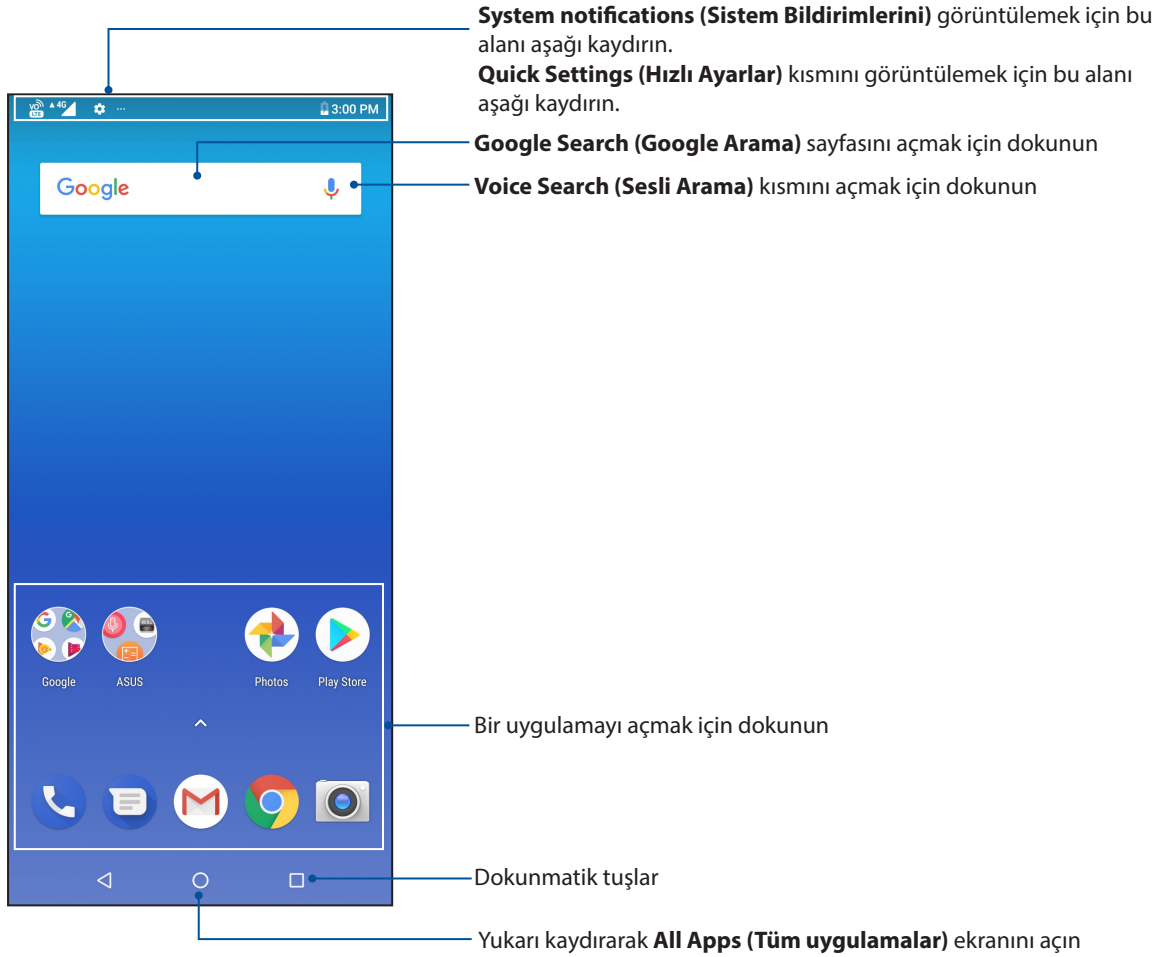 System notifications (Sistem Bildirimlerini) görüntülemek için bu
alanı aşağı kaydırın.
Quick Settings (Hızlı Ayarlar) kısmını görüntülemek için bu alanı
aşağı kaydırın.
VO LTE 4G ... 3:00 PM
Google Search (Google Arama) sayfasını açmak için dokunun
Google
Voice Search (Sesli Arama) kısmını açmak için dokunun
Google ASUS Photos Play Store
Bir uygulamayı açmak için dokunun
Dokunmatik tuşlar
Yukarı kaydırarak All Apps (Tüm uygulamalar) ekranını açın